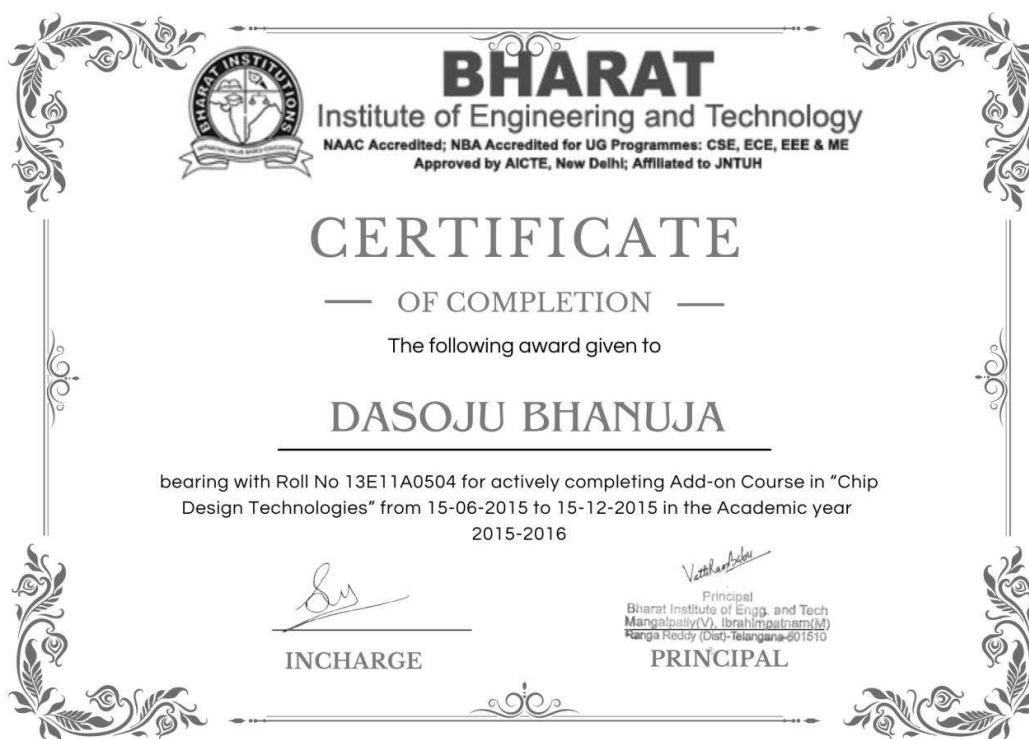 BHARAT INSTITUTIONS
BHARAT
Institute of Engineering and Technology
NAAC Accredited; NBA Accredited for UG Programmes: CSE, ECE, EEE & ME
Approved by AICTE, New Delhi; Affiliated to JNTUH
CERTIFICATE
OF COMPLETION
The following award given to
DASOJU BHANUJA
bearing with Roll No 13E11A0504 for actively completing Add-on Course in “Chip
Design Technologies” from 15-06-2015 to 15-12-2015 in the Academic year
2015-2016
Principal
Bharat Institute of Engg. and Tech
Mangalpally(V), Ibrahimpatnam(M)
Ranga Reddy (Dist)-Telangana-501510
INCHARGE
PRINCIPAL